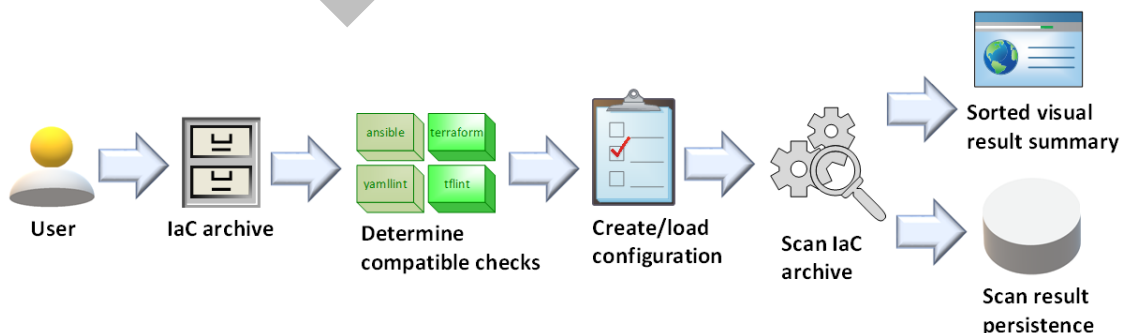 ansible
terraform
yamllint
tflint
User
IaC archive
Determine
compatible checks
Create/load
configuration
Scan IaC
archive
Sorted visual
result summary
Scan result
persistence